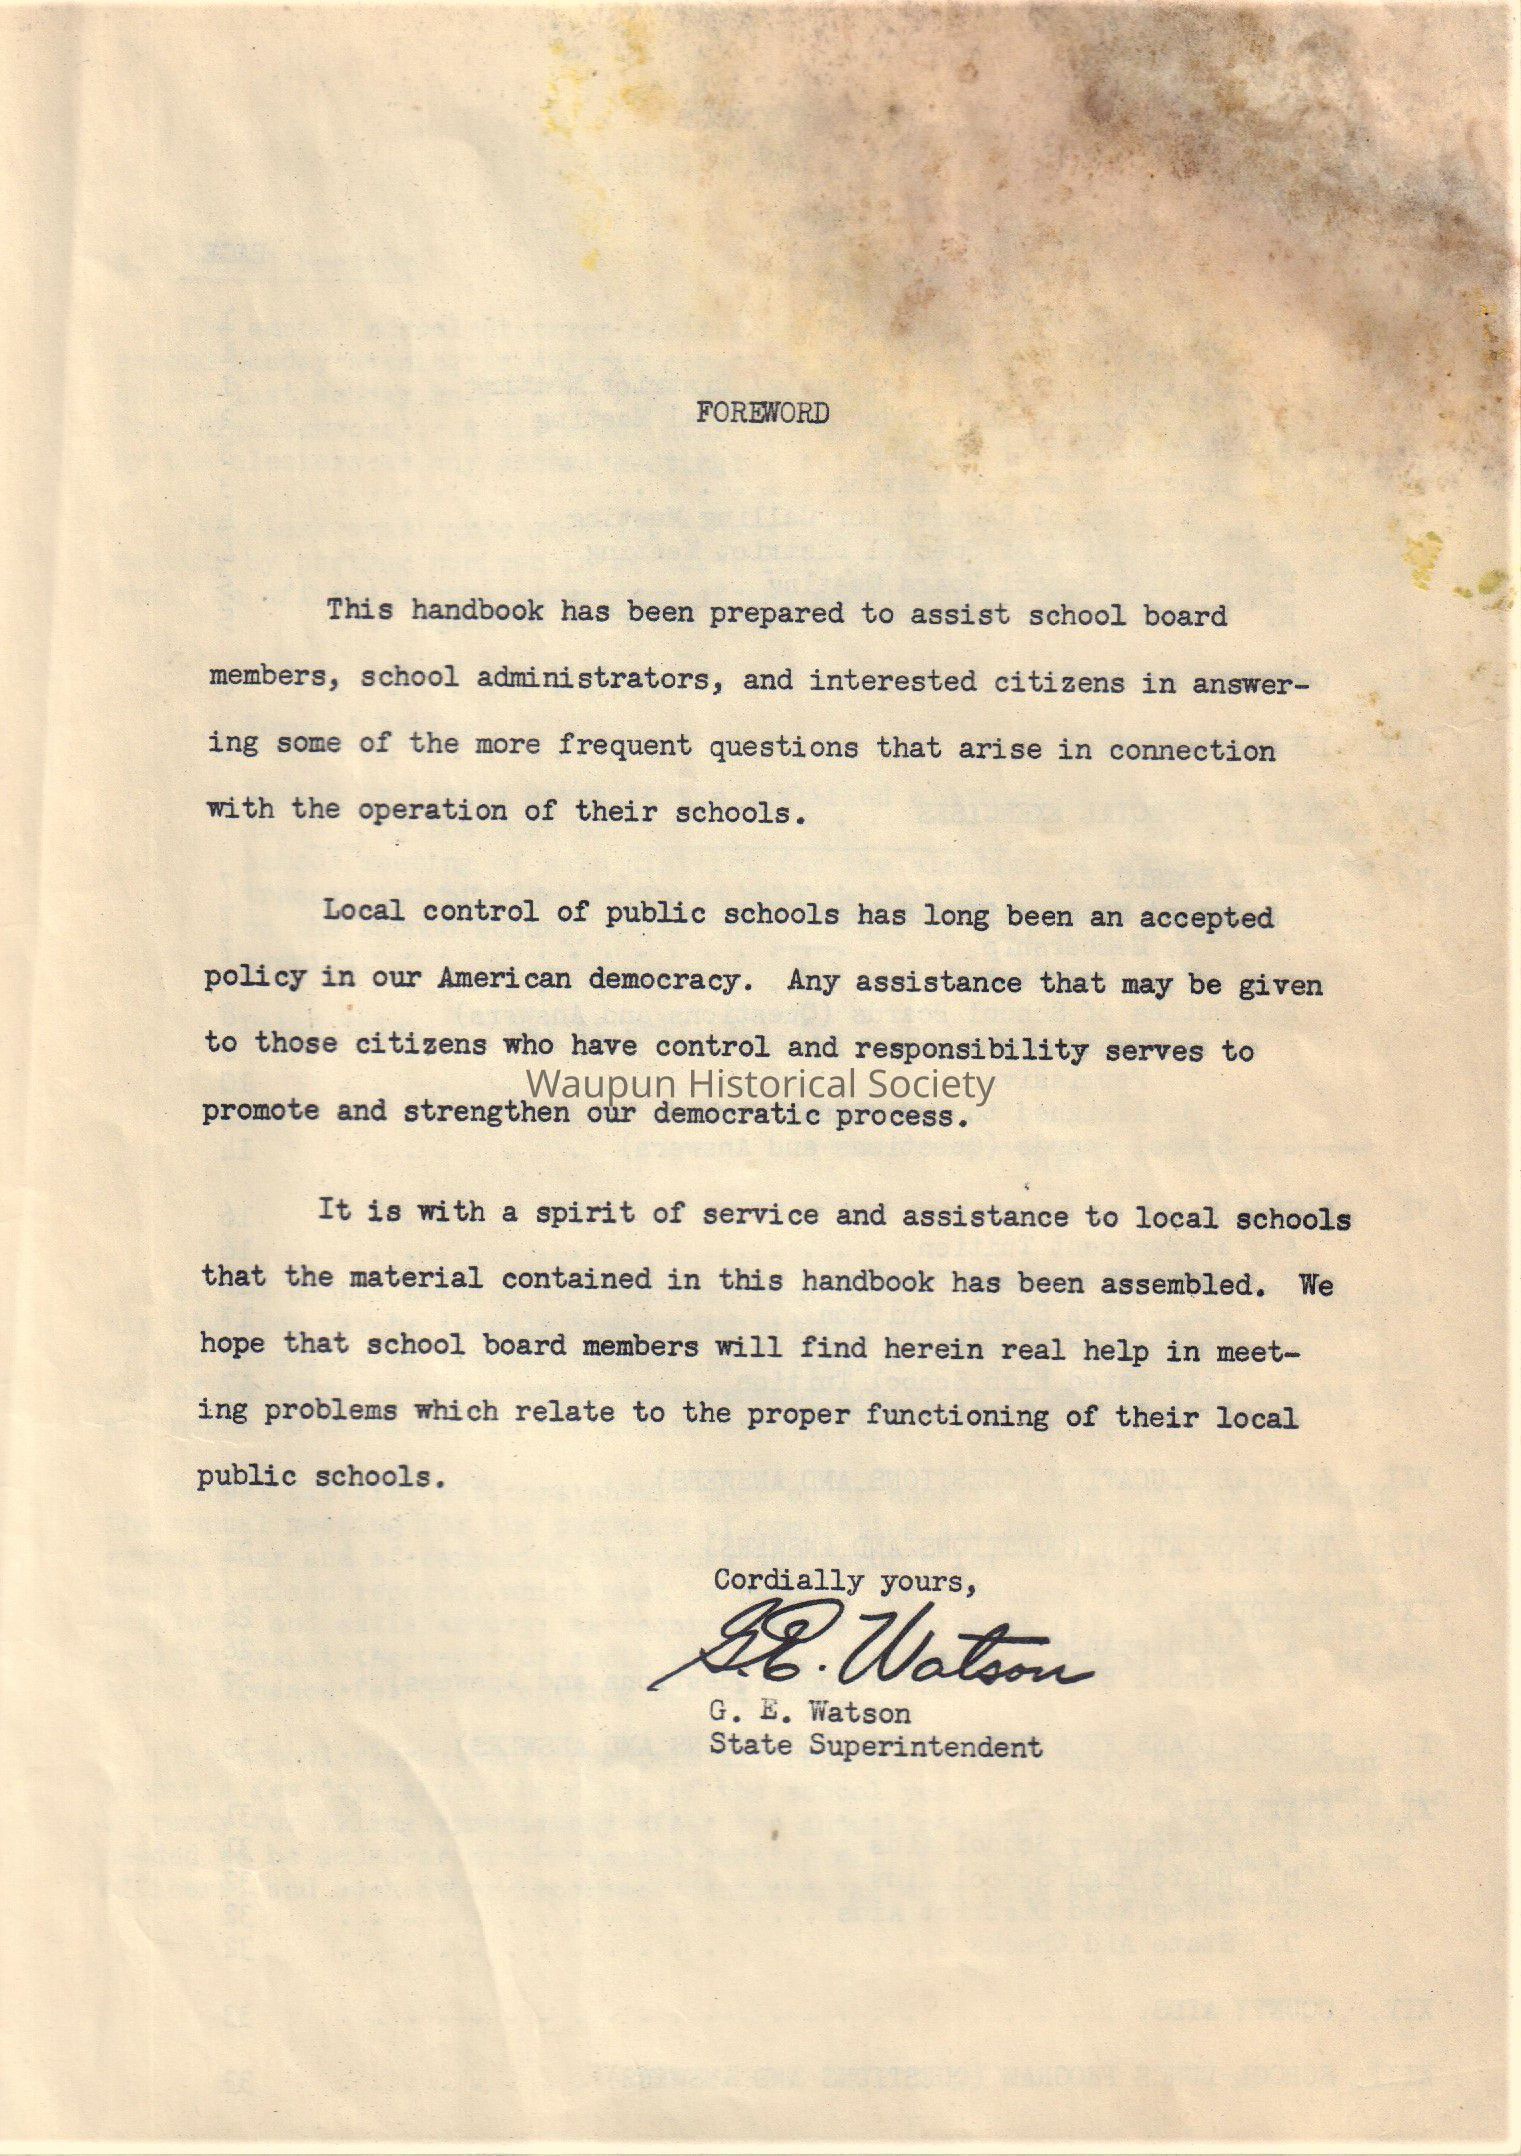 FOREWORD
This handbook has been prepared to assist school board
members, school administrators, and interested citizens in answer-
ing some of the more frequent questions that arise in connection
with the operation of their schools.
Local control of public schools has long been an accepted
policy in our American democracy. Any assistance that may be given
to those citizens who have control and responsibility serves to
Waupun Historical Society
promote and strengthen our democratic process.
It is with a spirit of service and assistance to local schools
that the material contained in this handbook has been assembled. We
hope that school board members will find herein real help in meet-
ing problems which relate to the proper functioning of their local
public schools.
Cordially yours,
G.E. Watson
G. E. Watson
State Superintendent